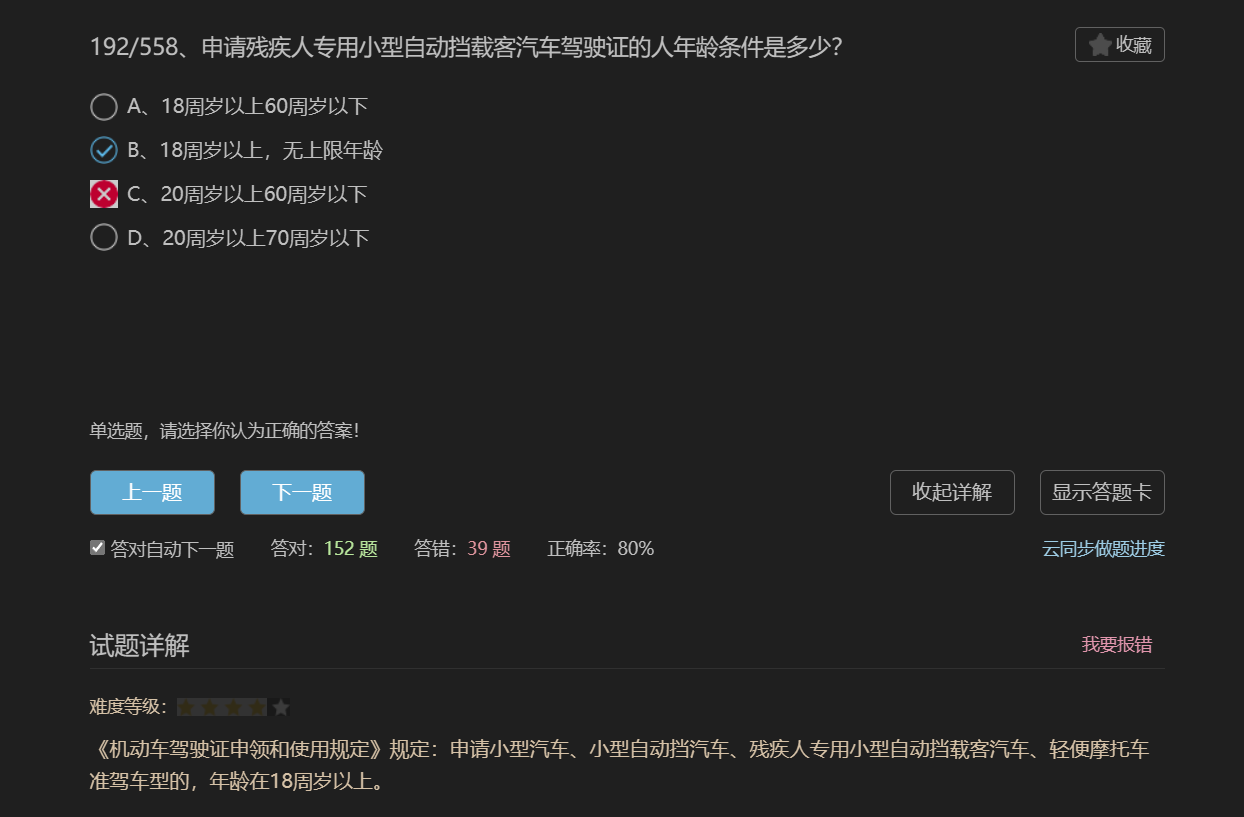 192/558、申请残疾人专用小型自动挡载客汽车驾驶证的人年龄条件是多少?
收藏
A、18周岁以上60周岁以下
B、18周岁以上，无上限年龄
C、20周岁以上60周岁以下
D、20周岁以上70周岁以下
单选题，请选择你认为正确的答案!
上一题 下一题 收起详解 显示答题卡
答对自动下一题 答对：152 题 答错：39 题 正确率：80% 云同步做题进度
试题详解 我要报错
难度等级：
《机动车驾驶证申领和使用规定》规定：申请小型汽车、小型自动挡汽车、残疾人专用小型自动挡载客汽车、轻便摩托车
准驾车型的，年龄在18周岁以上。